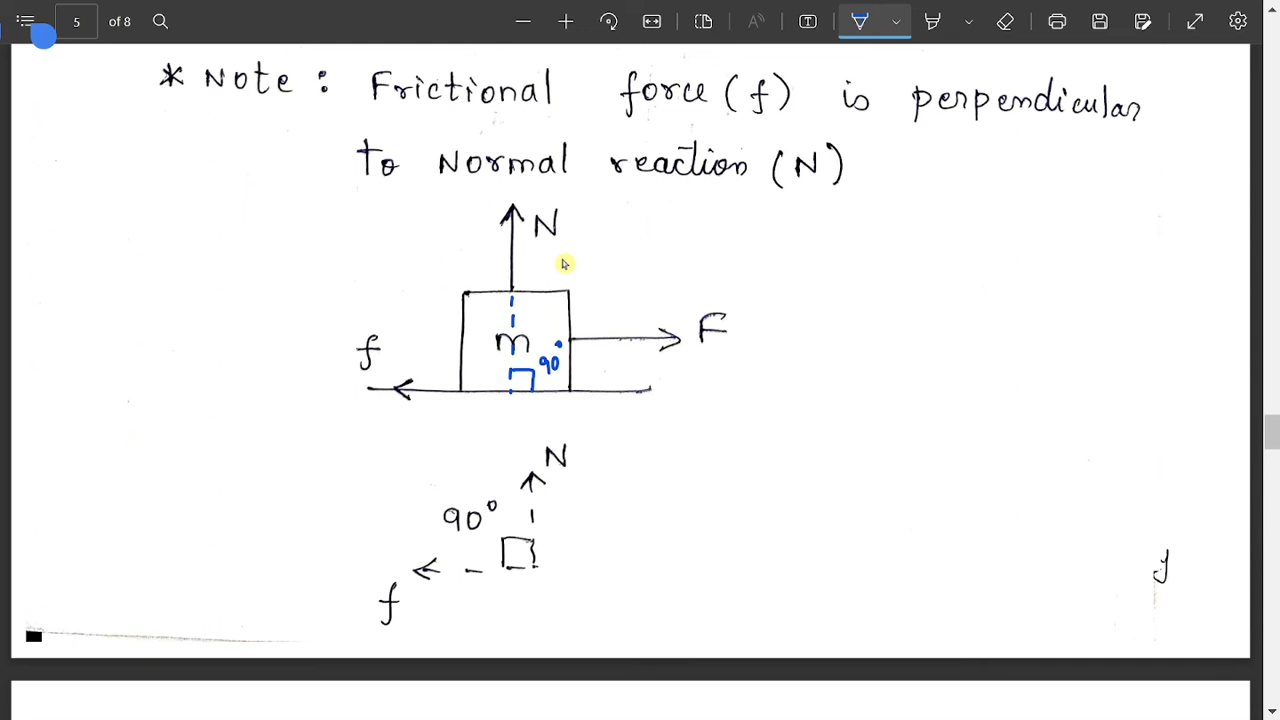 5 of 8
* Note : Frictional force (f) is perpendicular
to Normal reaction (N)
N
m
90°
f
F
N
90°
f